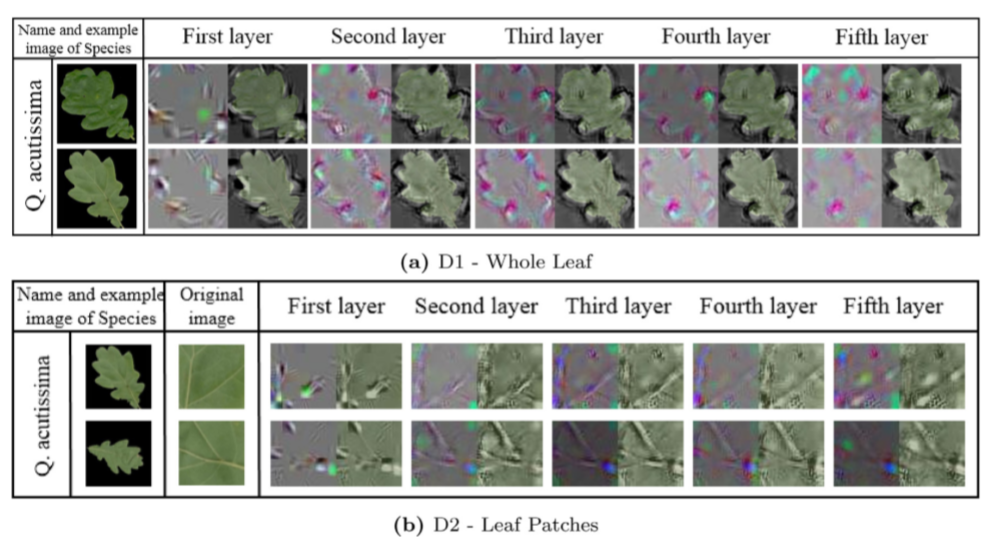 Name and example
image of Species
First layer
Second layer
Third layer
Fourth layer
Fifth layer
Q. acutissima
Q. acutissima
(a) D1 - Whole Leaf
Name and example
image of Species
Original
image
First layer
Second layer
Third layer
Fourth layer
Fifth layer
Q. acutissima
Q. acutissima
(b) D2 - Leaf Patches